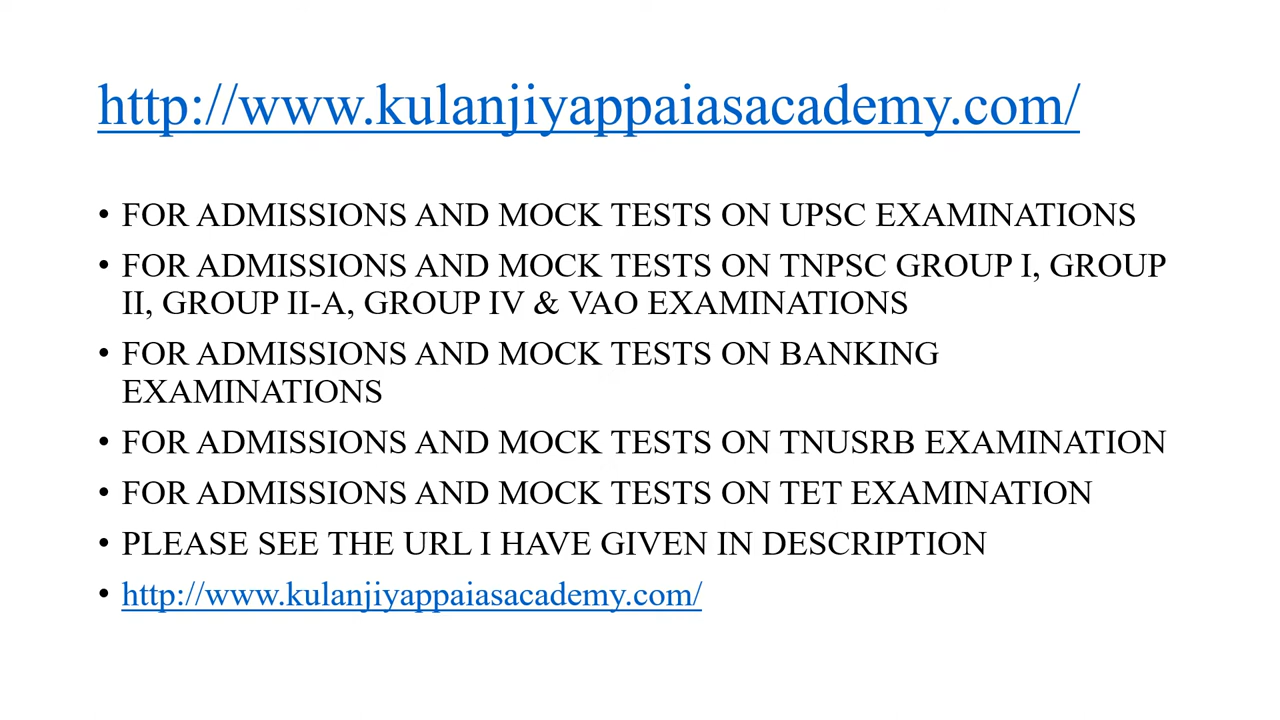 http://www.kulanjiyappaiasacademy.com/
• FOR ADMISSIONS AND MOCK TESTS ON UPSC EXAMINATIONS
• FOR ADMISSIONS AND MOCK TESTS ON TNPSC GROUP I, GROUP
II, GROUP II-A, GROUP IV & VAO EXAMINATIONS
• FOR ADMISSIONS AND MOCK TESTS ON BANKING
EXAMINATIONS
• FOR ADMISSIONS AND MOCK TESTS ON TNUSRB EXAMINATION
• FOR ADMISSIONS AND MOCK TESTS ON TET EXAMINATION
• PLEASE SEE THE URL I HAVE GIVEN IN DESCRIPTION
• http://www.kulanjiyappaiasacademy.com/